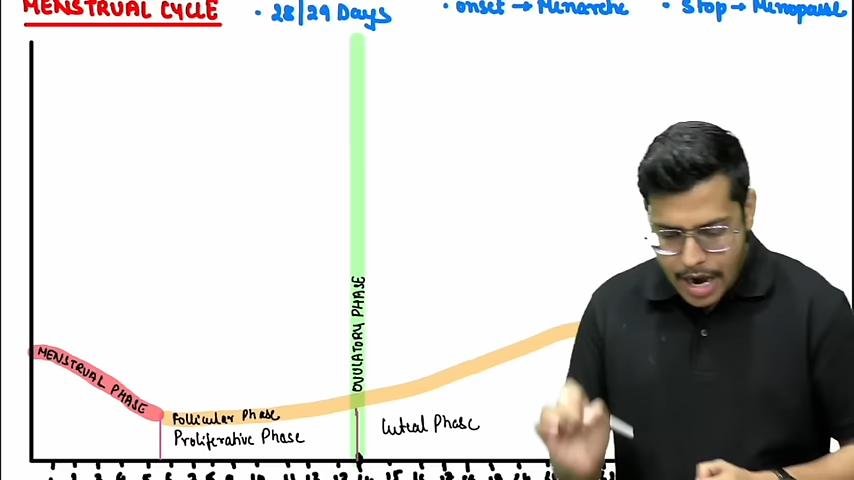 MENSTRUAL CYCLE
• 28/29 Days
• onset → Menarche
• Stop → Menopause
OVULATORY PHASE
MENSTRUAL PHASE
Follicular Phase
Proliferative Phase
Luteal Phase